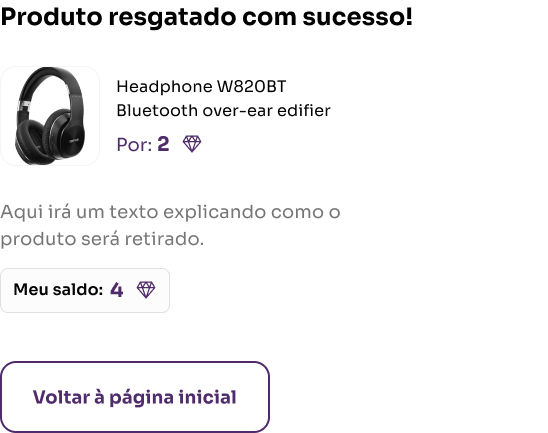 Produto resgatado com sucesso!
Headphone W820BT
Bluetooth over-ear edifier
Por: 2
Aqui irá um texto explicando como o
produto será retirado.
Meu saldo: 4
Voltar à página inicial